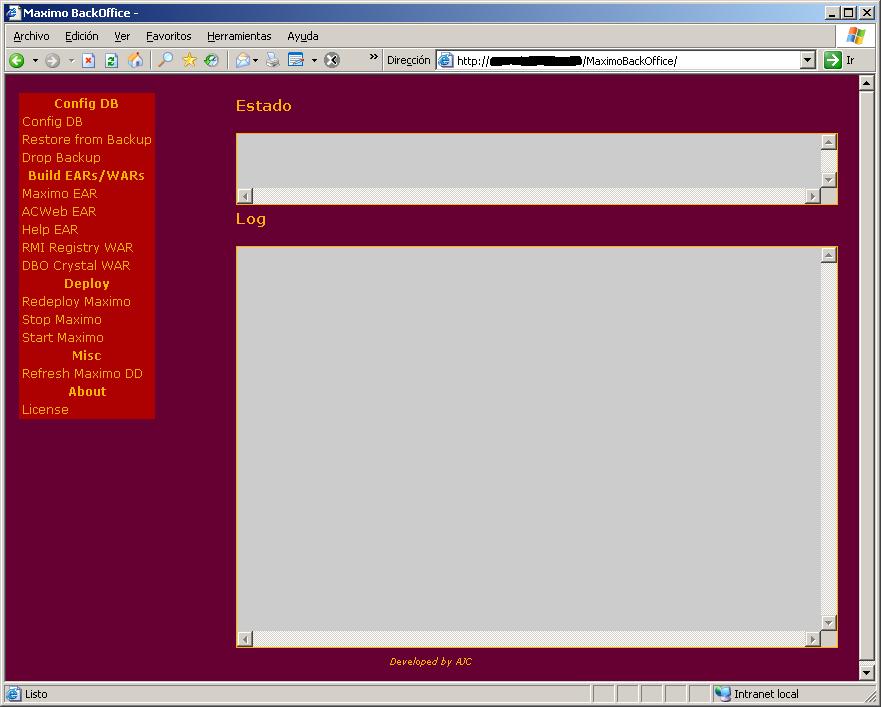 Maximo BackOffice -
Archivo Edición Ver Favoritos Herramientas Ayuda
» Dirección http:// /MaximoBackOffice/ Ir
Config DB
Config DB
Restore from Backup
Drop Backup
Build EARs/WARs
Maximo EAR
ACWeb EAR
Help EAR
RMI Registry WAR
DBO Crystal WAR
Deploy
Redeploy Maximo
Stop Maximo
Start Maximo
Misc
Refresh Maximo DD
About
License
Estado
Log
Developed by AJC
Listo Intranet local